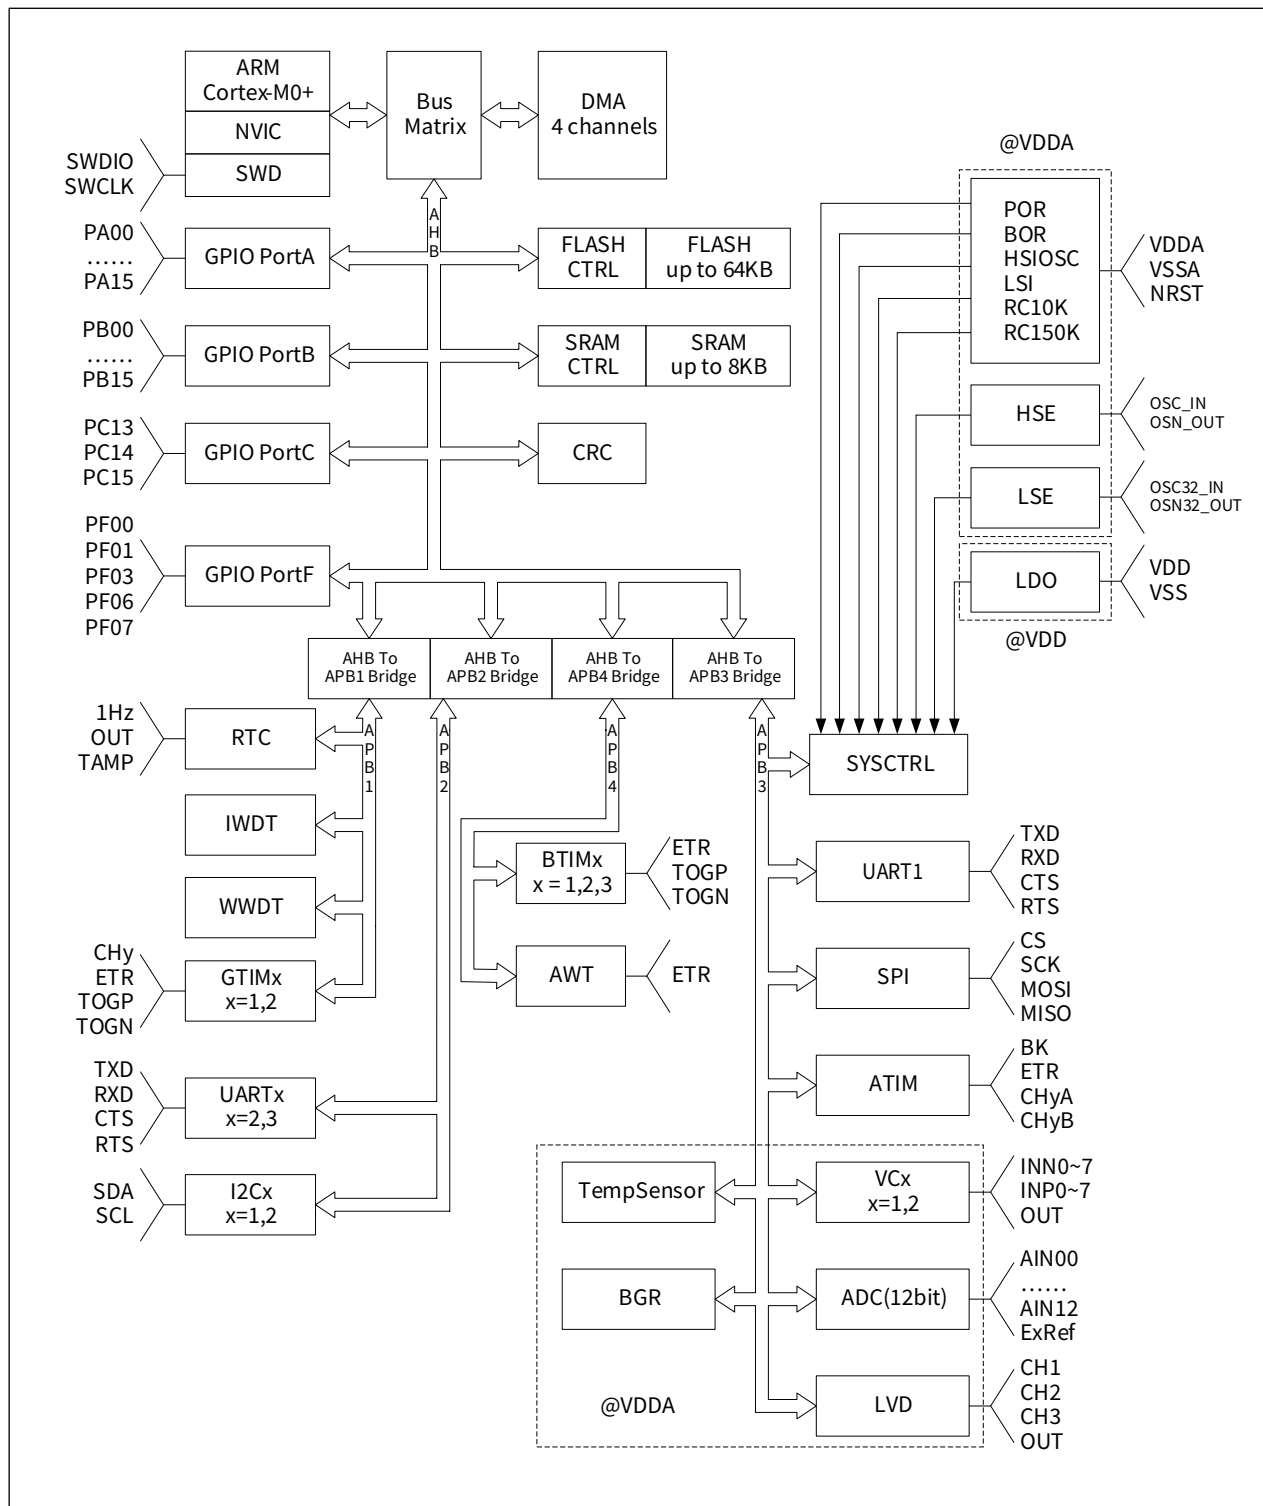 ARM
Cortex-M0+
NVIC
SWD
Bus
Matrix
DMA
4 channels
SWDIO
SWCLK
AHB
PA00
......
PA15
GPIO PortA
FLASH
CTRL
FLASH
up to 64KB
PB00
......
PB15
GPIO PortB
SRAM
CTRL
SRAM
up to 8KB
PC13
PC14
PC15
GPIO PortC
CRC
PF00
PF01
PF03
PF06
PF07
GPIO PortF
@VDDA
POR
BOR
HSIOSC
LSI
RC10K
RC150K
VDDA
VSSA
NRST
HSE
OSC_IN
OSN_OUT
LSE
OSC32_IN
OSN32_OUT
LDO
VDD
VSS
@VDD
AHB To
APB1 Bridge
AHB To
APB2 Bridge
AHB To
APB4 Bridge
AHB To
APB3 Bridge
APB1
APB2
APB4
APB3
1Hz
OUT
TAMP
RTC
IWDT
WWDT
CHy
ETR
TOGP
TOGN
GTIMx
x=1,2
TXD
RXD
CTS
RTS
UARTx
x=2,3
SDA
SCL
I2Cx
x=1,2
BTIMx
x = 1,2,3
ETR
TOGP
TOGN
AWT
ETR
SYSCTRL
UART1
TXD
RXD
CTS
RTS
SPI
CS
SCK
MOSI
MISO
ATIM
BK
ETR
CHyA
CHyB
TempSensor
VCx
x=1,2
INN0~7
INP0~7
OUT
BGR
ADC(12bit)
AIN00
......
AIN12
ExRef
@VDDA
LVD
CH1
CH2
CH3
OUT